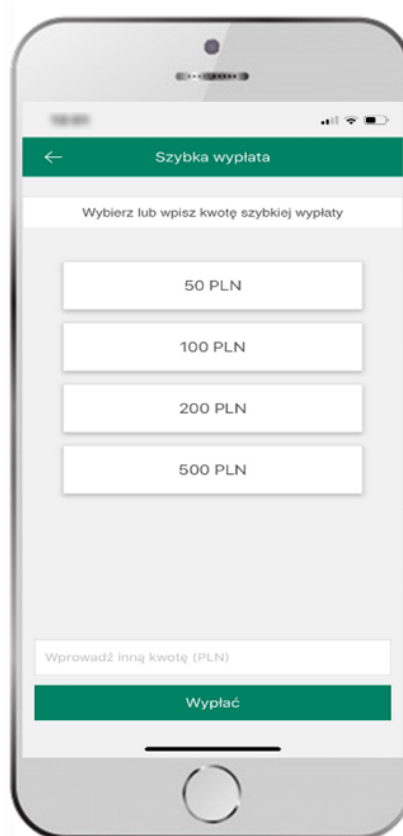 Szybka wypłata
Wybierz lub wpisz kwotę szybkiej wypłaty
50 PLN
100 PLN
200 PLN
500 PLN
Wprowadź inną kwotę (PLN)
Wypłać